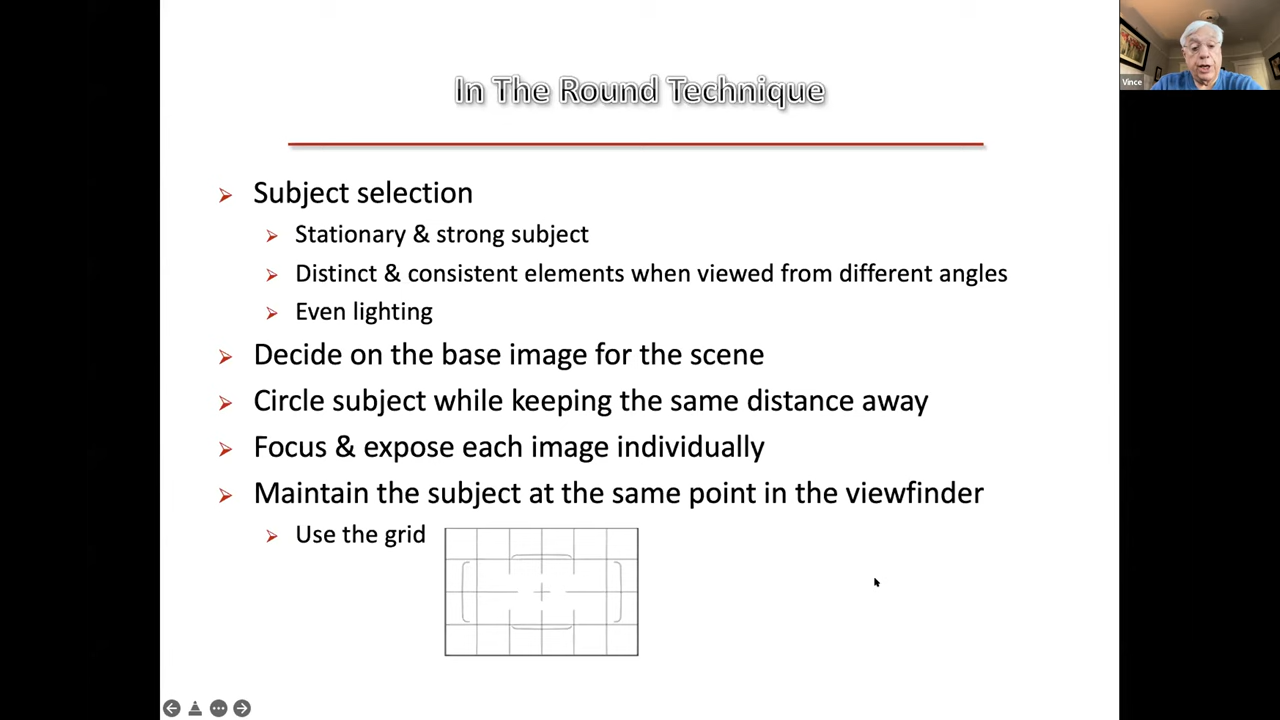 Vince
In The Round Technique
Subject selection
Stationary & strong subject
Distinct & consistent elements when viewed from different angles
Even lighting
Decide on the base image for the scene
Circle subject while keeping the same distance away
Focus & expose each image individually
Maintain the subject at the same point in the viewfinder
Use the grid